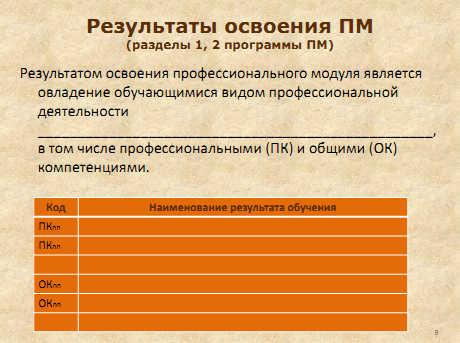 Результаты освоения ПМ
(разделы 1, 2 программы ПМ)
Результатом освоения профессионального модуля является
овладение обучающимися видом профессиональной
деятельности
_______________________________________________,
в том числе профессиональными (ПК) и общими (ОК)
компетенциями.
Код Наименование результата обучения
ПКпп
ПКпп
ОКпп
ОКпп
9